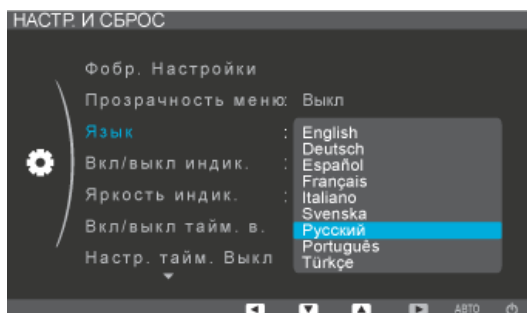 НАСТР. И СБРОС
Фобр. Настройки
Прозрачность меню: Выкл
Язык :
English
Deutsch
Español
Français
Italiano
Svenska
Русский
Português
Türkçe
Вкл/выкл индик. :
Яркость индик. :
Вкл/выкл тайм. в.
Настр. тайм. Выкл
АВТО